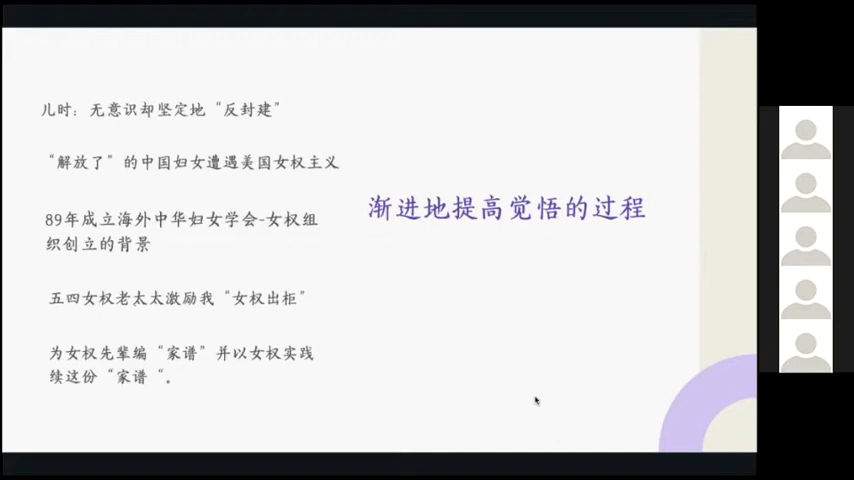 儿时：无意识却坚定地“反封建”
“解放了”的中国妇女遭遇美国女权主义
89年成立海外中华妇女学会-女权组
织创立的背景
渐进地提高觉悟的过程
五四女权老太太激励我“女权出柜”
为女权先辈编“家谱”并以女权实践
续这份“家谱“。